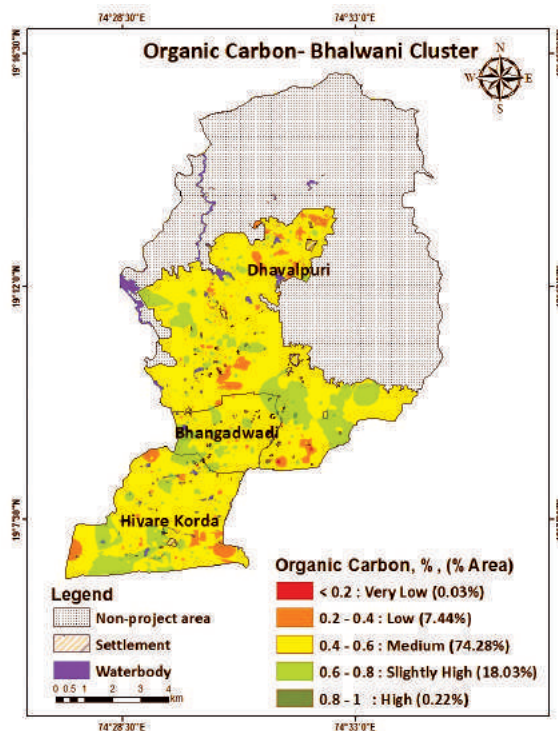 74°28'30"E
74°33'0"E
Organic Carbon- Bhalwani Cluster
N
W
E
S
19°16'30"N
Dhavalpuri
Bhangadwadi
Hivare Korda
19°7'30"N
Organic Carbon, % , (% Area)
< 0.2 : Very Low (0.03%)
0.2 - 0.4 : Low (7.44%)
0.4 - 0.6 : Medium (74.28%)
0.6 - 0.8 : Slightly High (18.03%)
0.8 - 1 : High (0.22%)
Legend
Non-project area
Settlement
Waterbody
0 0.5 1 2 3 4
km
74°28'30"E
74°33'0"E